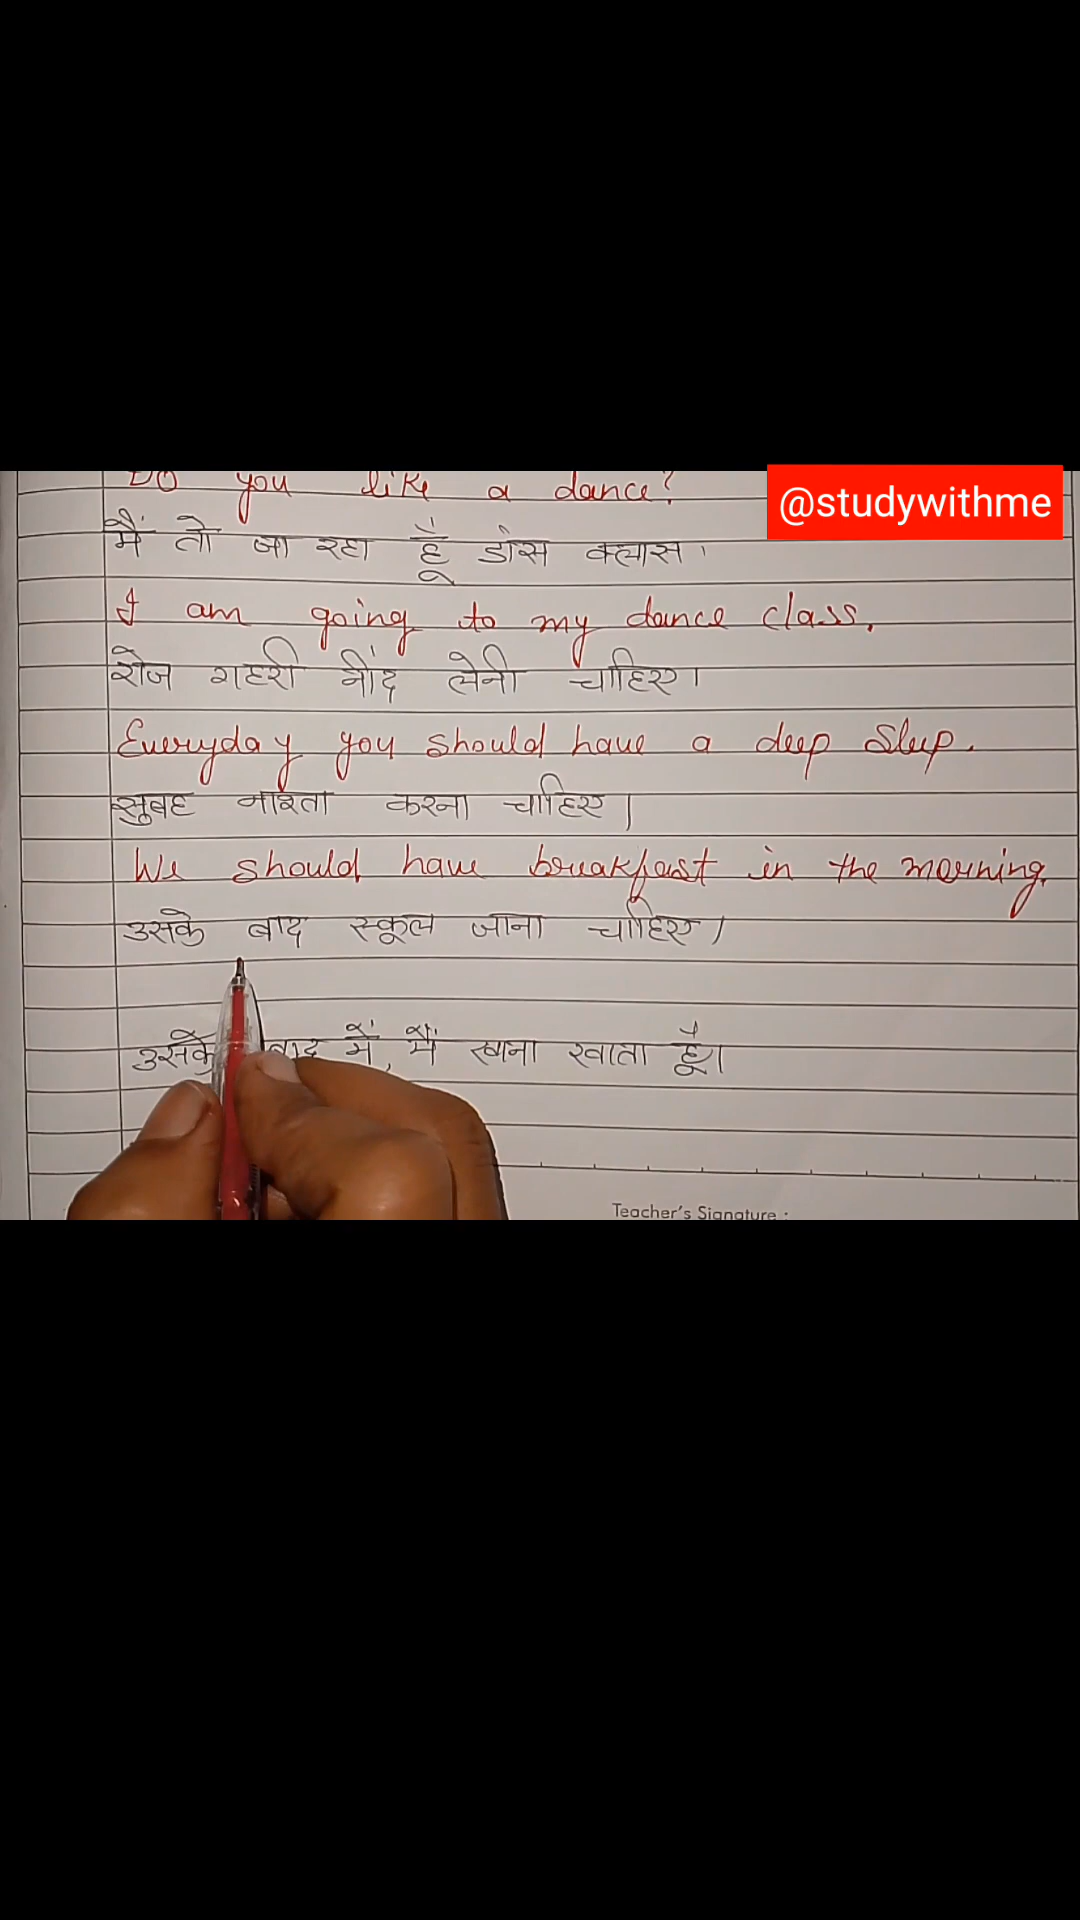 Do you like a dance?
@studywithme
मैं तो जा रहा हूँ डांस क्लास।
I am going to my dance class.
रोज गहरी नींद लेनी चाहिए।
Everyday you should have a deep sleep.
सुबह नाश्ता करना चाहिए।
We should have breakfast in the morning.
उसके बाद स्कूल जाना चाहिए।
उसके बाद में, मैं खाना खाता हूँ।
Teacher's Signature :